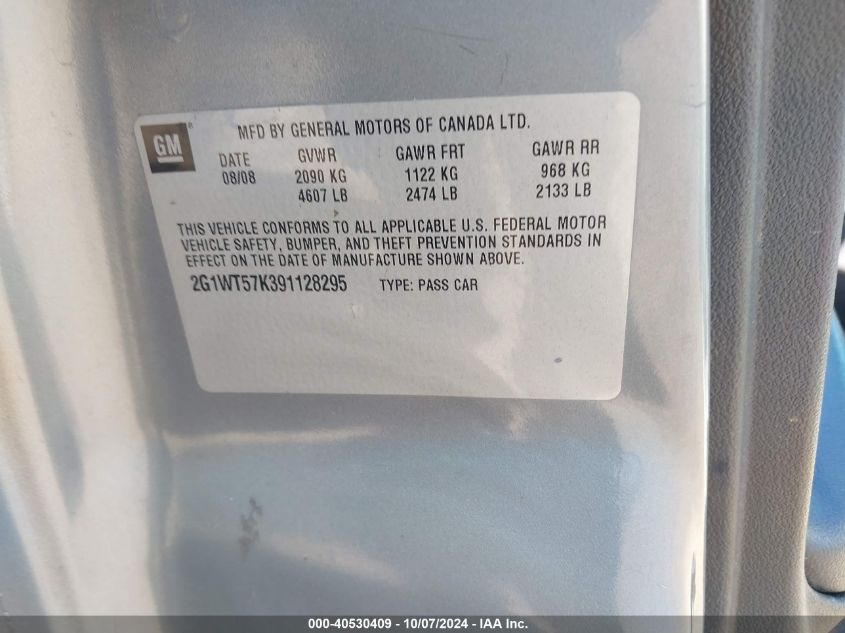 GM
MFD BY GENERAL MOTORS OF CANADA LTD.
DATE GVWR GAWR FRT GAWR RR
08/08 2090 KG 1122 KG 968 KG
4607 LB 2474 LB 2133 LB
THIS VEHICLE CONFORMS TO ALL APPLICABLE U.S. FEDERAL MOTOR
VEHICLE SAFETY, BUMPER, AND THEFT PREVENTION STANDARDS IN
EFFECT ON THE DATE OF MANUFACTURE SHOWN ABOVE.
2G1WT57K391128295 TYPE: PASS CAR
000-40530409 - 10/07/2024 - IAA Inc.